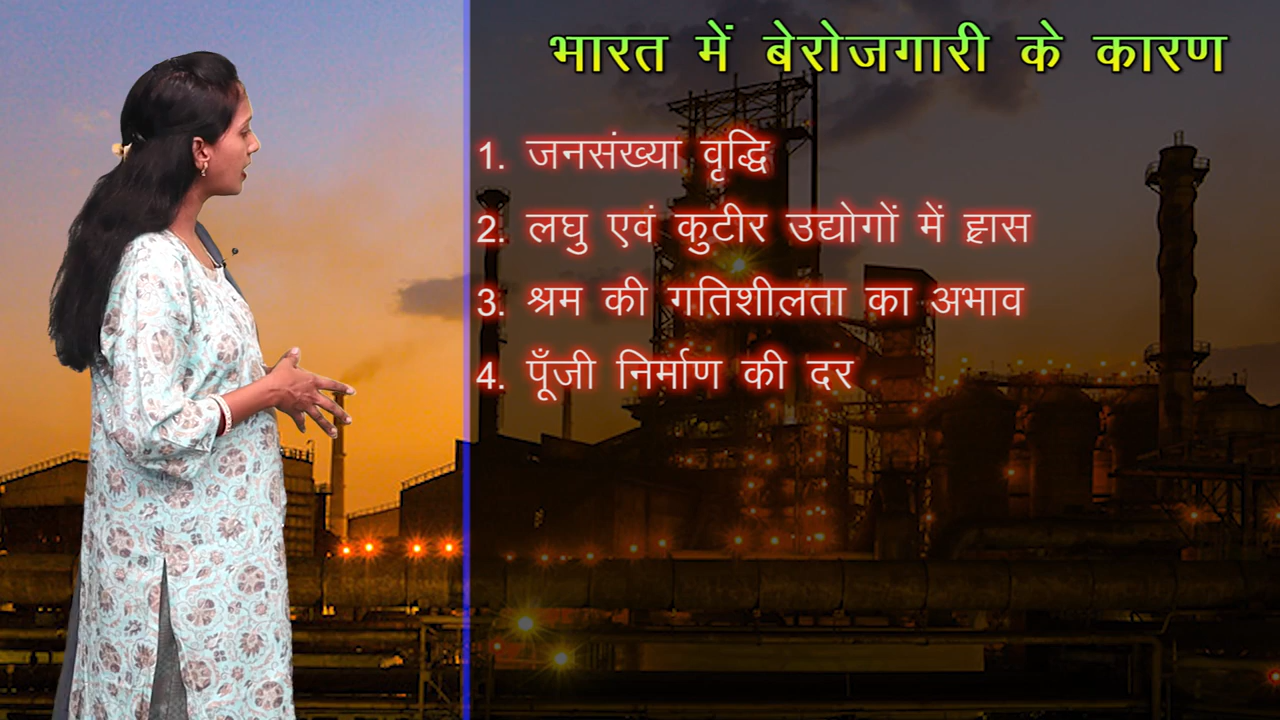 भारत में बेरोजगारी के कारण
1. जनसंख्या वृद्धि
2. लघु एवं कुटीर उद्योगों में ह्रास
3. श्रम की गतिशीलता का अभाव
4. पूँजी निर्माण की दर